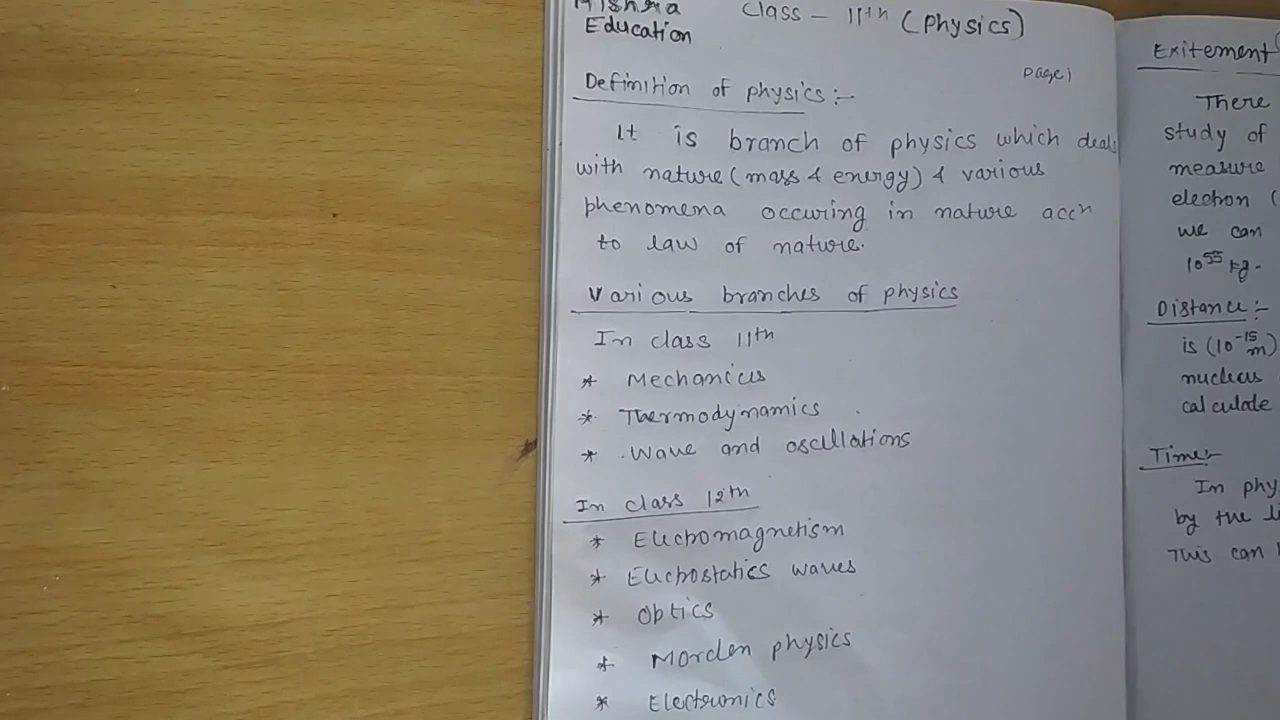 Education
Class - 11th (Physics)
Page 1
Definition of physics :-
It is branch of physics which deals
with nature (mass & energy) & various
phenomena occuring in nature accn
to law of nature.
Various branches of physics
In class 11th
* Mechanics
* Thermodynamics
* Wave and oscillations
In class 12th
* Electromagnetism
* Electrostatics waves
* Optics
* Morden physics
* Electronics
Exitement
There
study of
measure
electron (
we can
10^55 kg.
Distance :-
is (10^-15 m)
nucleus
calculate
Time:-
In phy
by the
This can